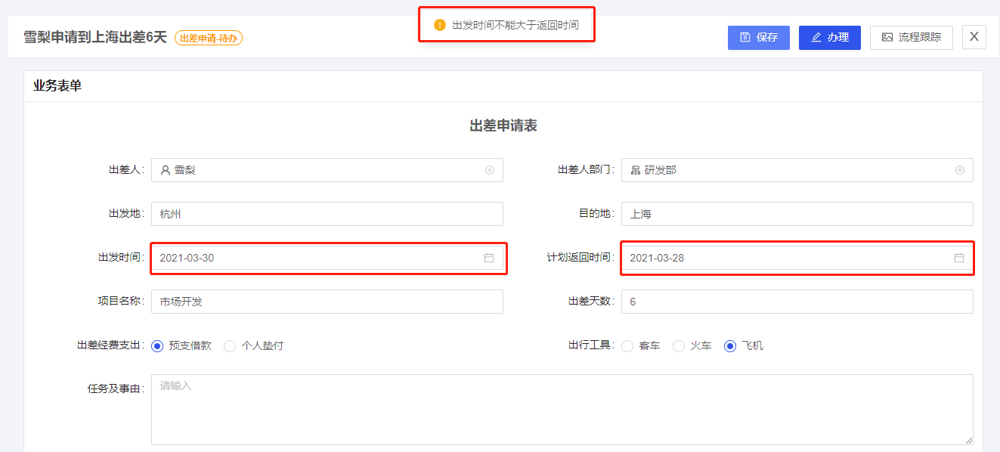 出发时间不能大于返回时间
雪梨申请到上海出差6天 出差申请-待办 保存 办理 流程跟踪 X
业务表单
出差申请表
出差人: 雪梨 出差人部门: 研发部
出发地: 杭州 目的地: 上海
出发时间: 2021-03-30 计划返回时间: 2021-03-28
项目名称: 市场开发 出差天数: 6
出差经费支出: 预支借款 个人垫付 出行工具: 客车 火车 飞机
任务及事由: 请输入